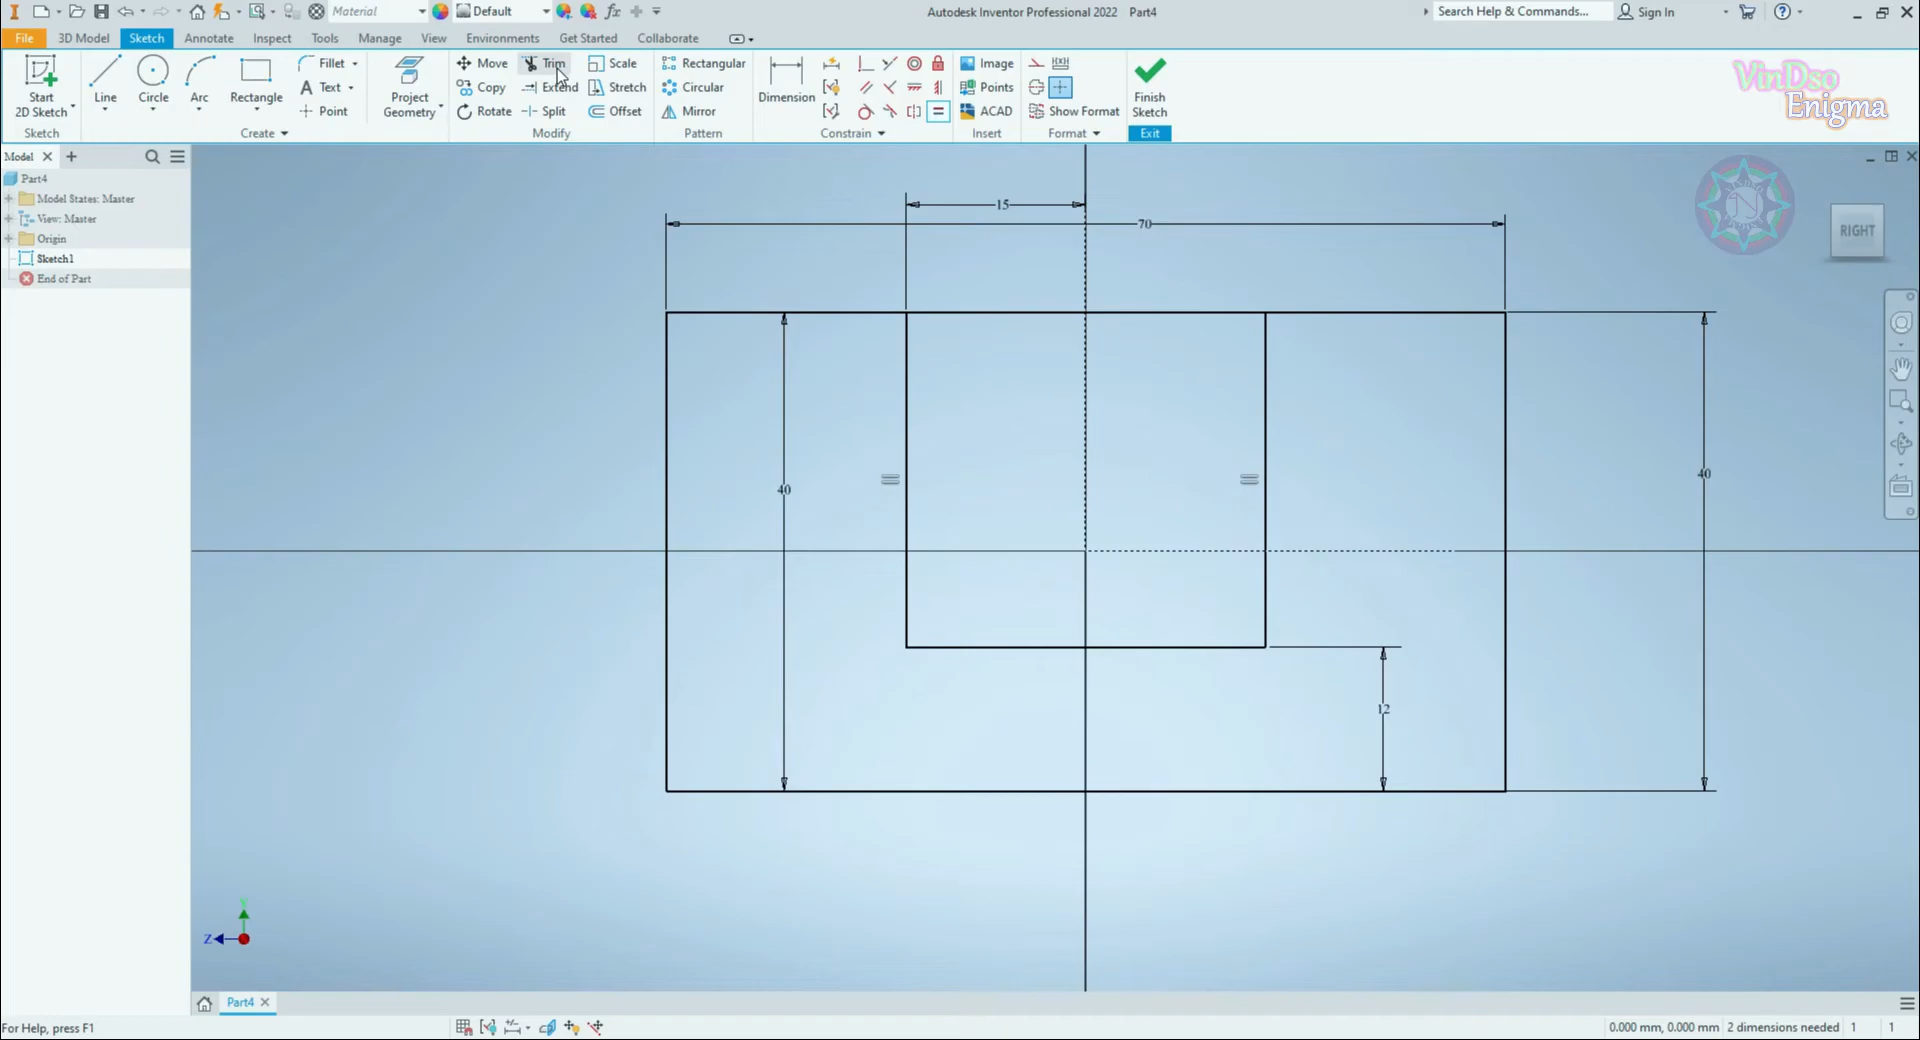 Material Default Autodesk Inventor Professional 2022 Part4 Search Help & Commands... Sign In
File 3D Model Sketch Annotate Inspect Tools Manage View Environments Get Started Collaborate
Start 2D Sketch Line Circle Arc Rectangle Fillet Text Point Project Geometry
Move Trim Scale
Copy Extend Stretch
Rotate Split Offset
Rectangular
Circular
Mirror
Dimension
Image
Points
ACAD
Show Format
Finish Sketch
Sketch Create Modify Pattern Constrain Insert Format Exit
VinDso
Enigma
Model
Part4
Model States: Master
View: Master
Origin
Sketch1
End of Part
RIGHT
15
70
40
40
12
Y
Z
Part4
For Help, press F1
0.000 mm, 0.000 mm 2 dimensions needed 1 1